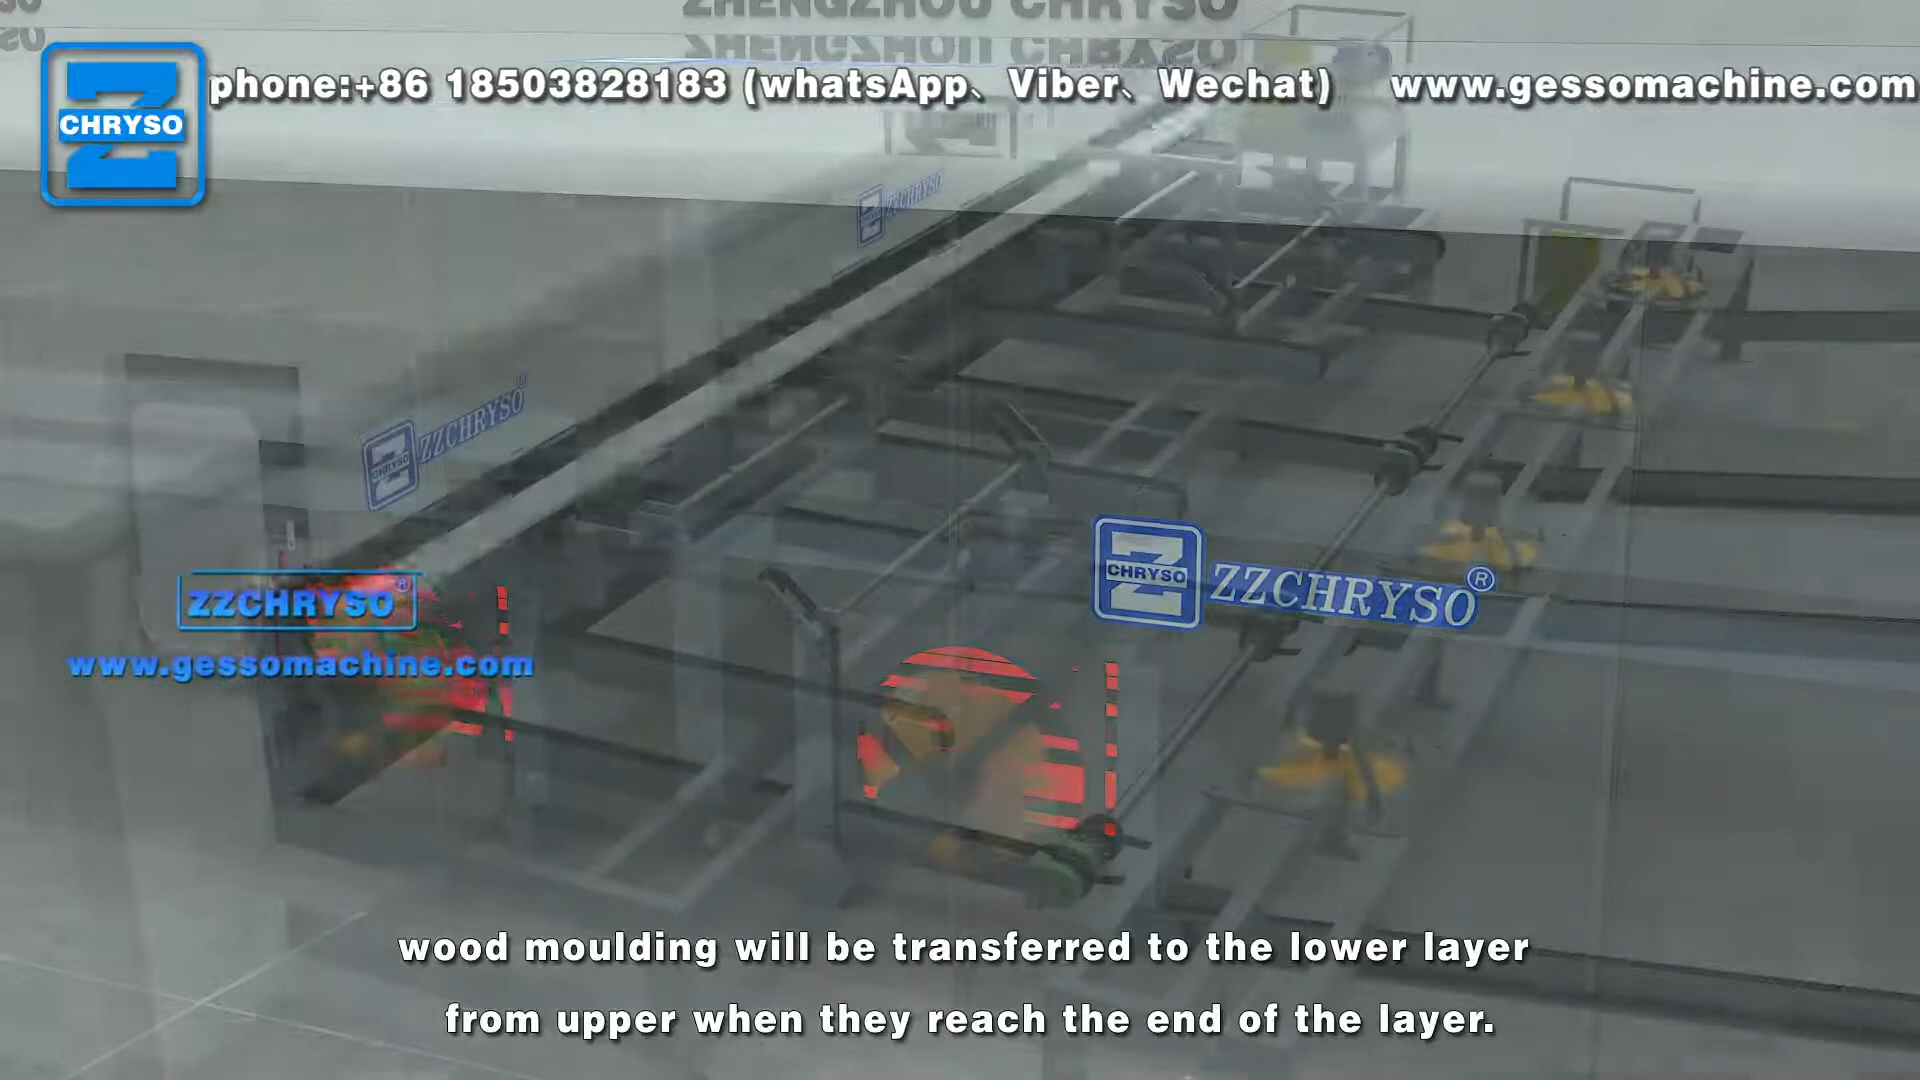 ZHENGZHOU CHRYSO
CHRYSO
phone:+86 18503828183 (whatsApp、Viber、Wechat) www.gessomachine.com
ZZCHRYSO
CHRYSO
ZZCHRYSO
CHRYSO
ZZCHRYSO®
ZZCHRYSO®
www.gessomachine.com
wood moulding will be transferred to the lower layer
from upper when they reach the end of the layer.